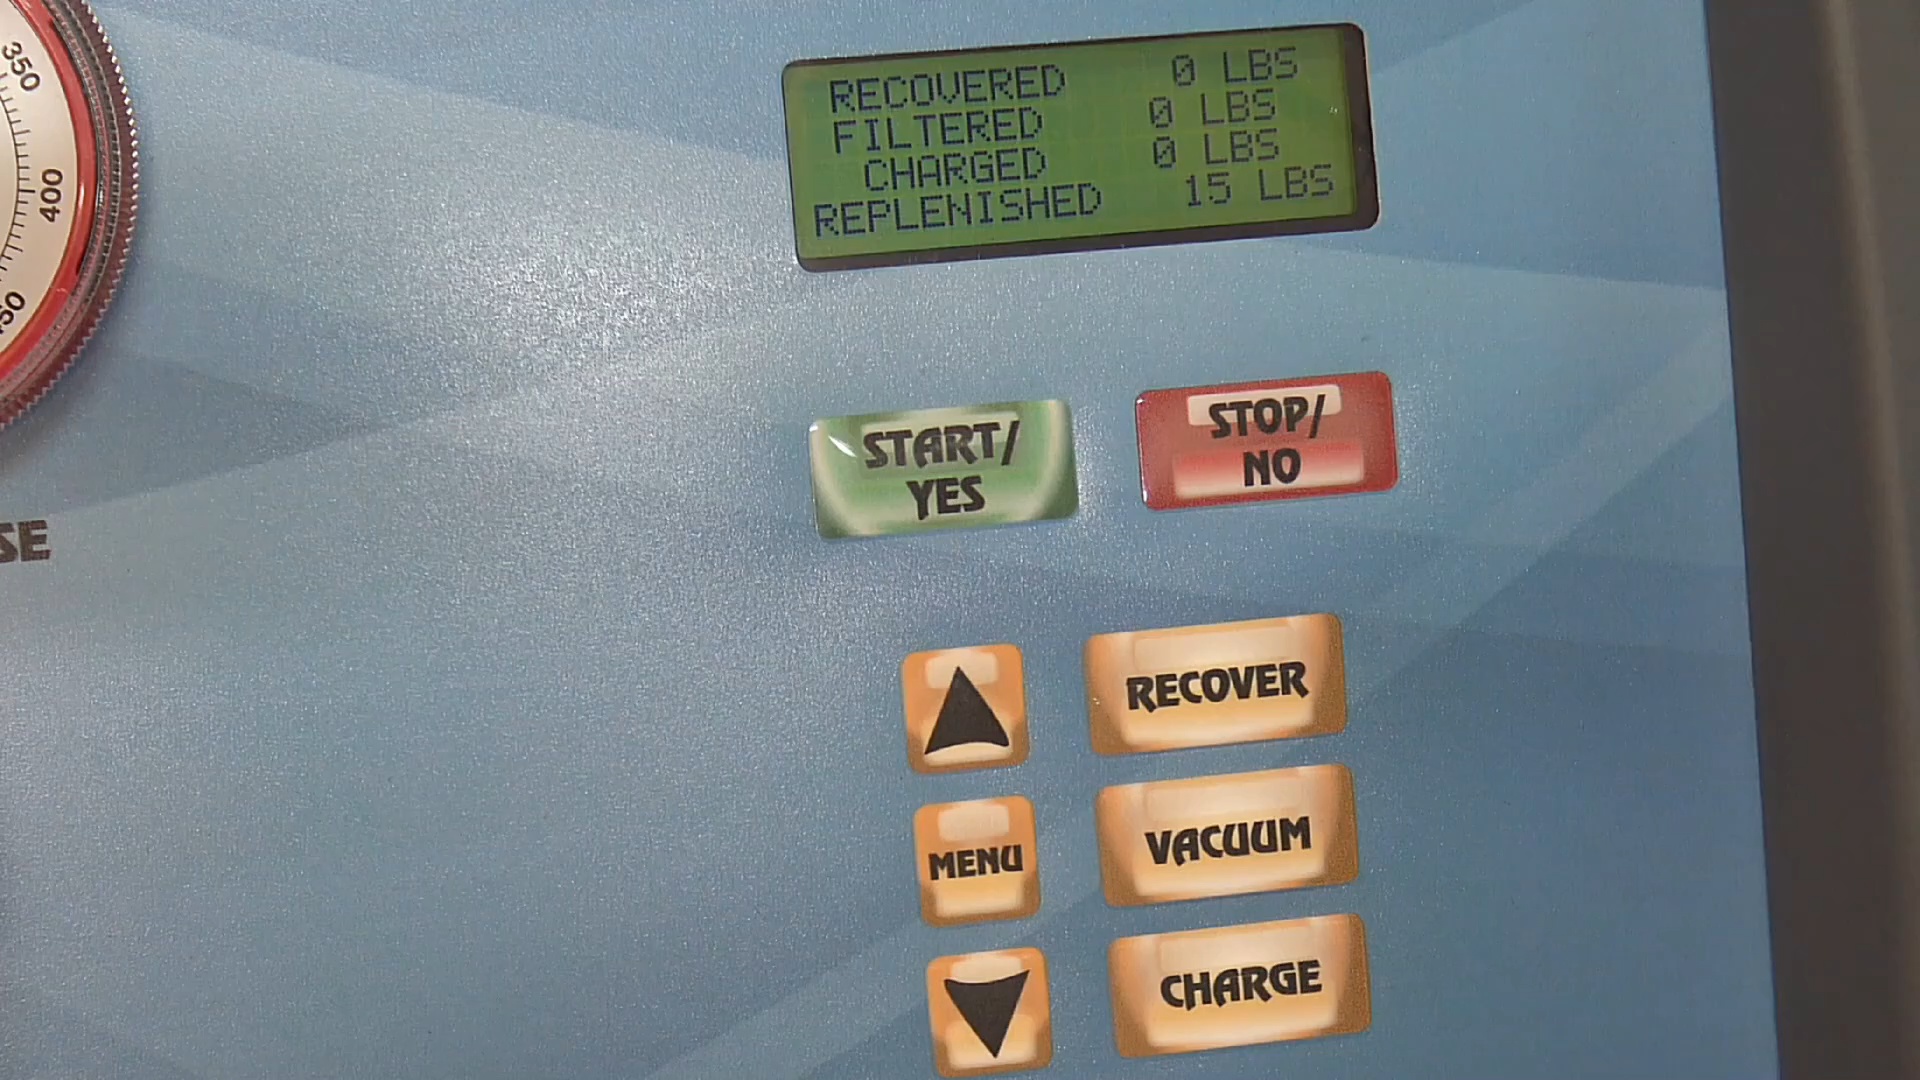 350
400
RECOVERED 0 LBS
FILTERED 0 LBS
CHARGED 0 LBS
REPLENISHED 15 LBS
START/
YES
STOP/
NO
SE
RECOVER
VACUUM
MENU
CHARGE